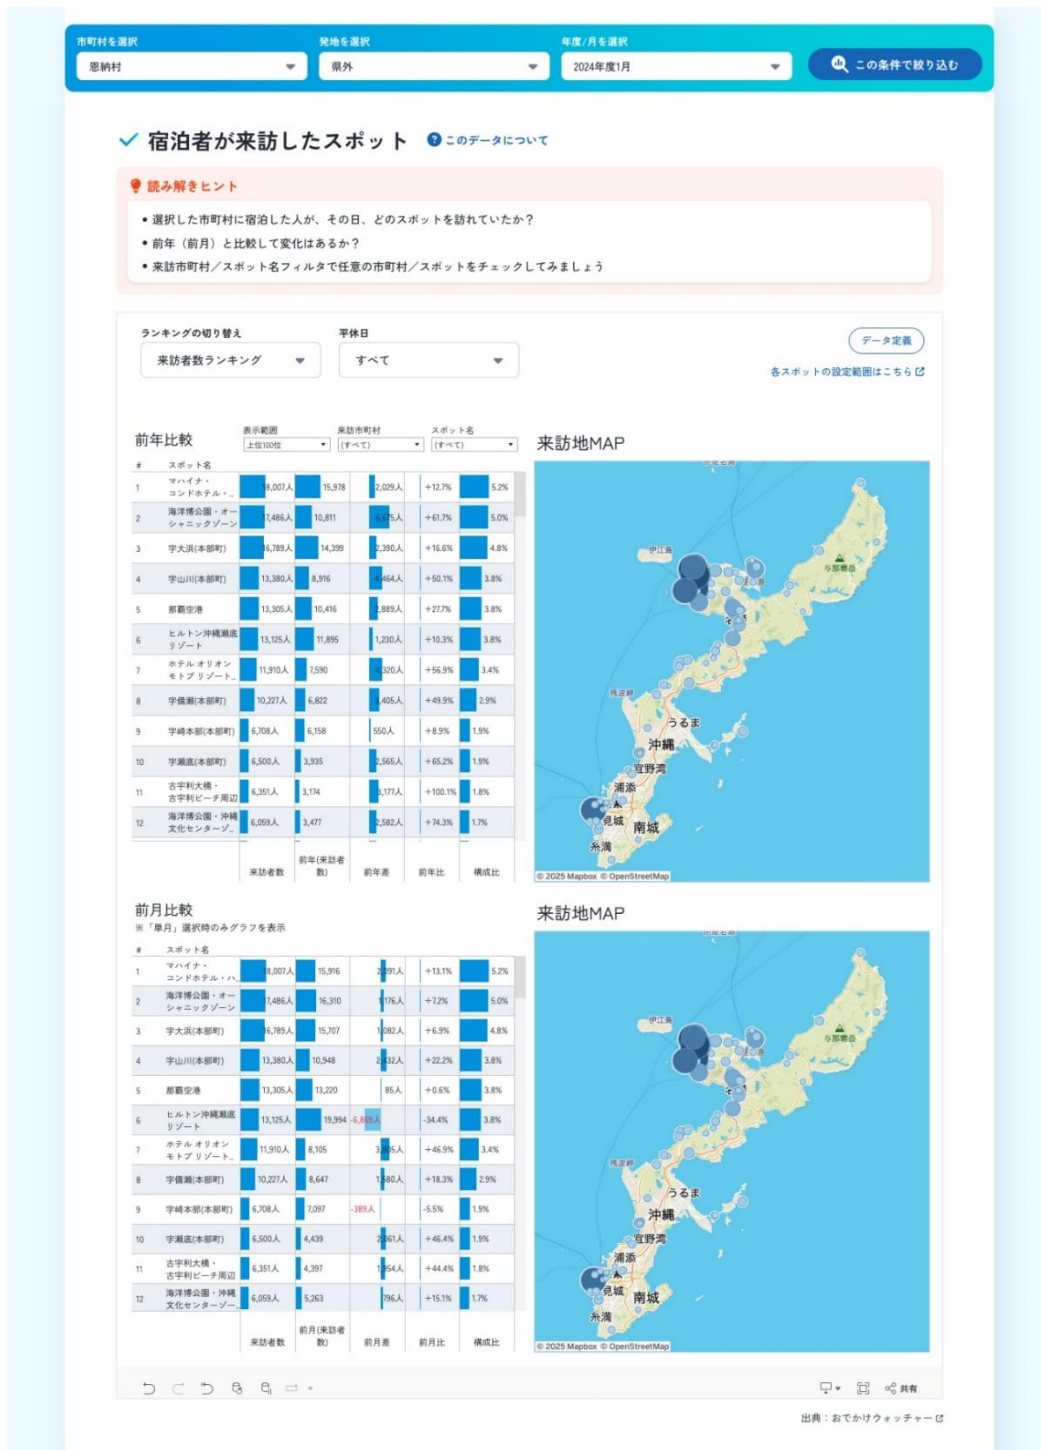 市町村を選択 発地を選択 年度/月を選択
恩納村 県外 2024年度1月 この条件で絞り込む
宿泊者が来訪したスポット このデータについて
読み解きヒント
• 選択した市町村に宿泊した人が、その日、どのスポットを訪れていたか？
• 前年（前月）と比較して変化はあるか？
• 来訪市町村／スポット名フィルタで任意の市町村／スポットをチェックしてみましょう
ランキングの切り替え 平休日
来訪者数ランキング すべて
データ定義
各スポットの設定範囲はこちら
前年比較
表示範囲 来訪市町村 スポット名
上位100位 (すべて) (すべて)
# スポット名
1 マハイナ・コンドホテル・.. 18,007人 15,978 2,029人 +12.7% 5.2%
2 海洋博公園・オーシャニックゾーン 17,486人 10,811 6,675人 +61.7% 5.0%
3 字大浜(本部町) 16,789人 14,399 2,390人 +16.6% 4.8%
4 字山川(本部町) 13,380人 8,916 4,464人 +50.1% 3.8%
5 那覇空港 13,305人 10,416 2,889人 +27.7% 3.8%
6 ヒルトン沖縄瀬底リゾート 13,125人 11,895 1,230人 +10.3% 3.8%
7 ホテル オリオン モトブ リゾート.. 11,910人 7,590 4,320人 +56.9% 3.4%
8 字備瀬(本部町) 10,227人 6,822 3,405人 +49.9% 2.9%
9 字崎本部(本部町) 6,708人 6,158 550人 +8.9% 1.9%
10 字瀬底(本部町) 6,500人 3,935 2,565人 +65.2% 1.9%
11 古宇利大橋・古宇利ビーチ周辺 6,351人 3,174 3,177人 +100.1% 1.8%
12 海洋博公園・沖縄文化センターゾ.. 6,059人 3,477 2,582人 +74.3% 1.7%
来訪者数 前年(来訪者数) 前年差 前年比 構成比
来訪地MAP
伊江島
与那覇岳
残波岬
うるま
沖縄
宜野湾
浦添
南城
糸満
© 2025 Mapbox © OpenStreetMap
前月比較
※「単月」選択時のみグラフを表示
# スポット名
1 マハイナ・コンドホテル・ハ.. 18,007人 15,916 2,091人 +13.1% 5.2%
2 海洋博公園・オーシャニックゾーン 17,486人 16,310 1,176人 +7.2% 5.0%
3 字大浜(本部町) 16,789人 15,707 1,082人 +6.9% 4.8%
4 字山川(本部町) 13,380人 10,948 2,432人 +22.2% 3.8%
5 那覇空港 13,305人 13,220 85人 +0.6% 3.8%
6 ヒルトン沖縄瀬底リゾート 13,125人 19,994 -6,869人 -34.4% 3.8%
7 ホテル オリオン モトブ リゾート.. 11,910人 8,105 3,805人 +46.9% 3.4%
8 字備瀬(本部町) 10,227人 8,647 1,580人 +18.3% 2.9%
9 字崎本部(本部町) 6,708人 7,097 -389人 -5.5% 1.9%
10 字瀬底(本部町) 6,500人 4,439 2,061人 +46.4% 1.9%
11 古宇利大橋・古宇利ビーチ周辺 6,351人 4,397 1,954人 +44.4% 1.8%
12 海洋博公園・沖縄文化センターゾー.. 6,059人 5,263 796人 +15.1% 1.7%
来訪者数 前月(来訪者数) 前月差 前月比 構成比
来訪地MAP
伊江島
与那覇岳
残波岬
うるま
沖縄
宜野湾
浦添
南城
糸満
© 2025 Mapbox © OpenStreetMap
共有
出典：おでかけウォッチャー